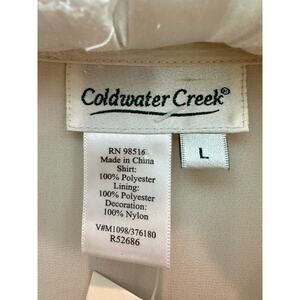 Coldwater Creek®
L
RN 98516
Made in China
Shirt:
100% Polyester
Lining:
100% Polyester
Decoration:
100% Nylon
V#M1098/376180
R52686